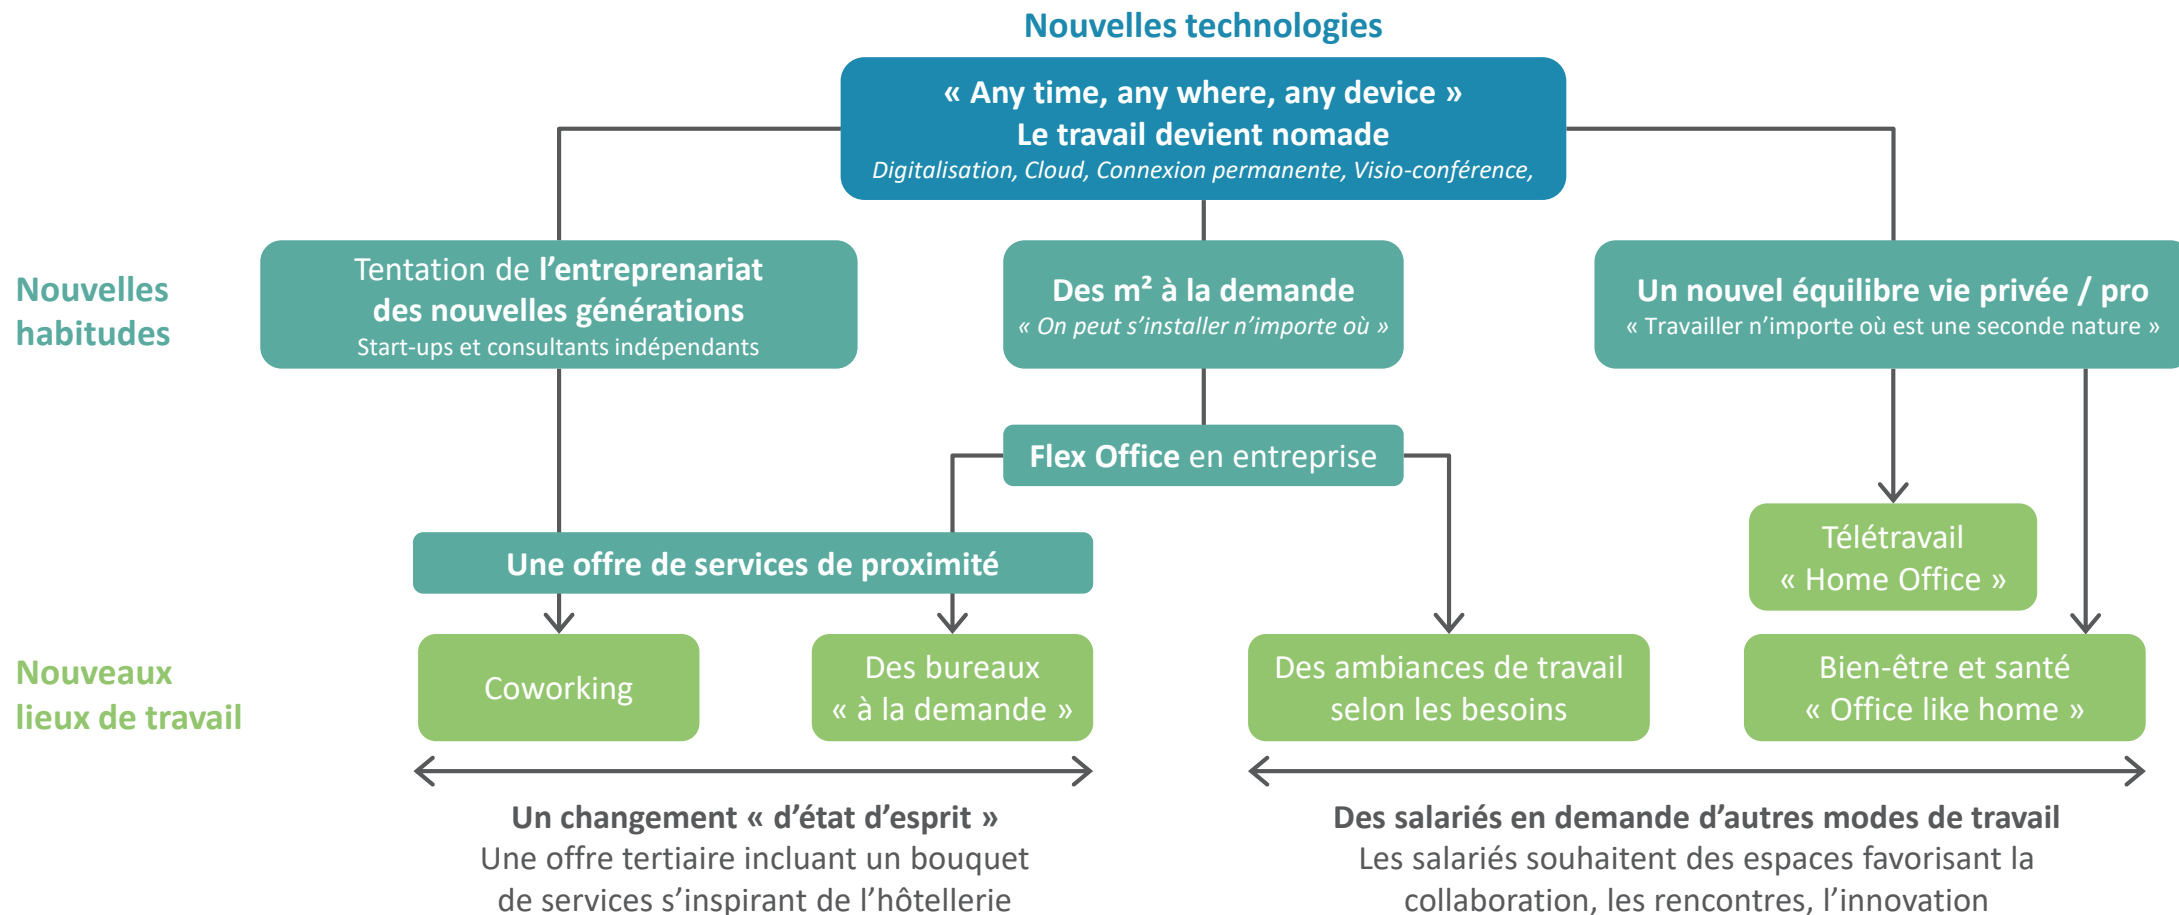 Nouvelles technologies
« Any time, any where, any device »
Le travail devient nomade
Digitalisation, Cloud, Connexion permanente, Visio-conférence,
Nouvelles
habitudes
Tentation de l’entreprenariat
des nouvelles générations
Start-ups et consultants indépendants
Des m² à la demande
« On peut s’installer n’importe où »
Un nouvel équilibre vie privée / pro
« Travailler n’importe où est une seconde nature »
Flex Office en entreprise
Une offre de services de proximité
Télétravail
« Home Office »
Nouveaux
lieux de travail
Coworking
Des bureaux
« à la demande »
Des ambiances de travail
selon les besoins
Bien-être et santé
« Office like home »
Un changement « d’état d’esprit »
Une offre tertiaire incluant un bouquet
de services s’inspirant de l’hôtellerie
Des salariés en demande d’autres modes de travail
Les salariés souhaitent des espaces favorisant la
collaboration, les rencontres, l’innovation